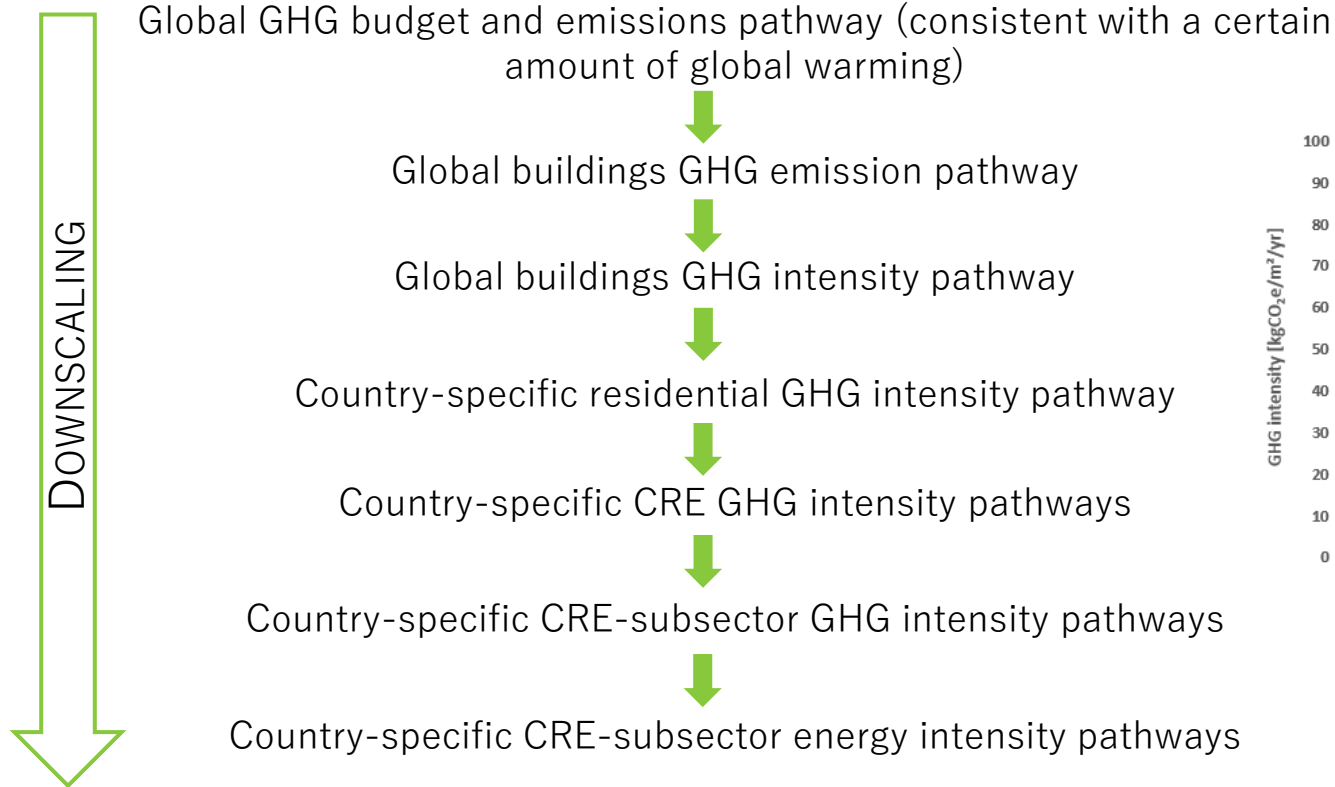 Global GHG budget and emissions pathway (consistent with a certain
amount of global warming)
Global buildings GHG emission pathway
Global buildings GHG intensity pathway
Country-specific residential GHG intensity pathway
Country-specific CRE GHG intensity pathways
Country-specific CRE-subsector GHG intensity pathways
Country-specific CRE-subsector energy intensity pathways
DOWNSCALING
GHG intensity [kgCO₂e/m²/yr]
100
90
80
70
60
50
40
30
20
10
0